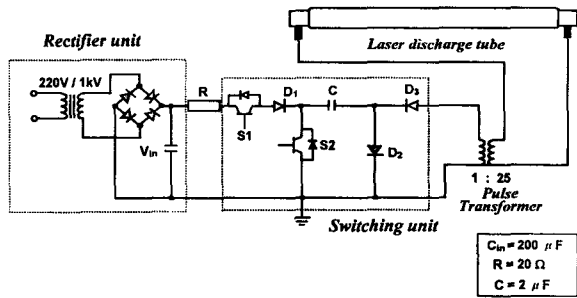 Rectifier unit
220V / 1kV
Vin
R
S1
D1
S2
C
D2
D3
Switching unit
Laser discharge tube
1 : 25
Pulse
Transformer
Cin = 200 μF
R = 20 Ω
C = 2 μF